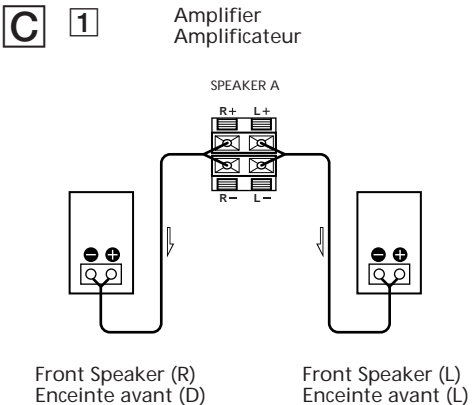 C 1
Amplifier
Amplificateur
SPEAKER A
R+ L+
R− L−
− + − +
Front Speaker (R)
Enceinte avant (D)
Front Speaker (L)
Enceinte avant (L)